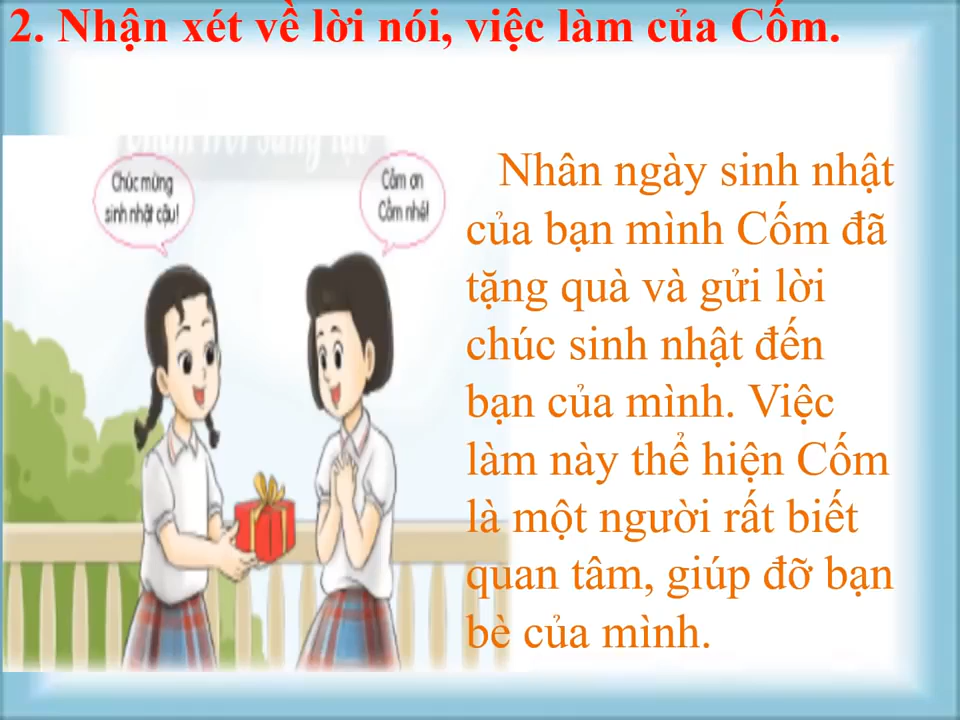 2. Nhận xét về lời nói, việc làm của Cốm.
Chúc mừng
sinh nhật cậu!
Cảm ơn
Cốm nhé!
Nhân ngày sinh nhật
của bạn mình Cốm đã
tặng quà và gửi lời
chúc sinh nhật đến
bạn của mình. Việc
làm này thể hiện Cốm
là một người rất biết
quan tâm, giúp đỡ bạn
bè của mình.